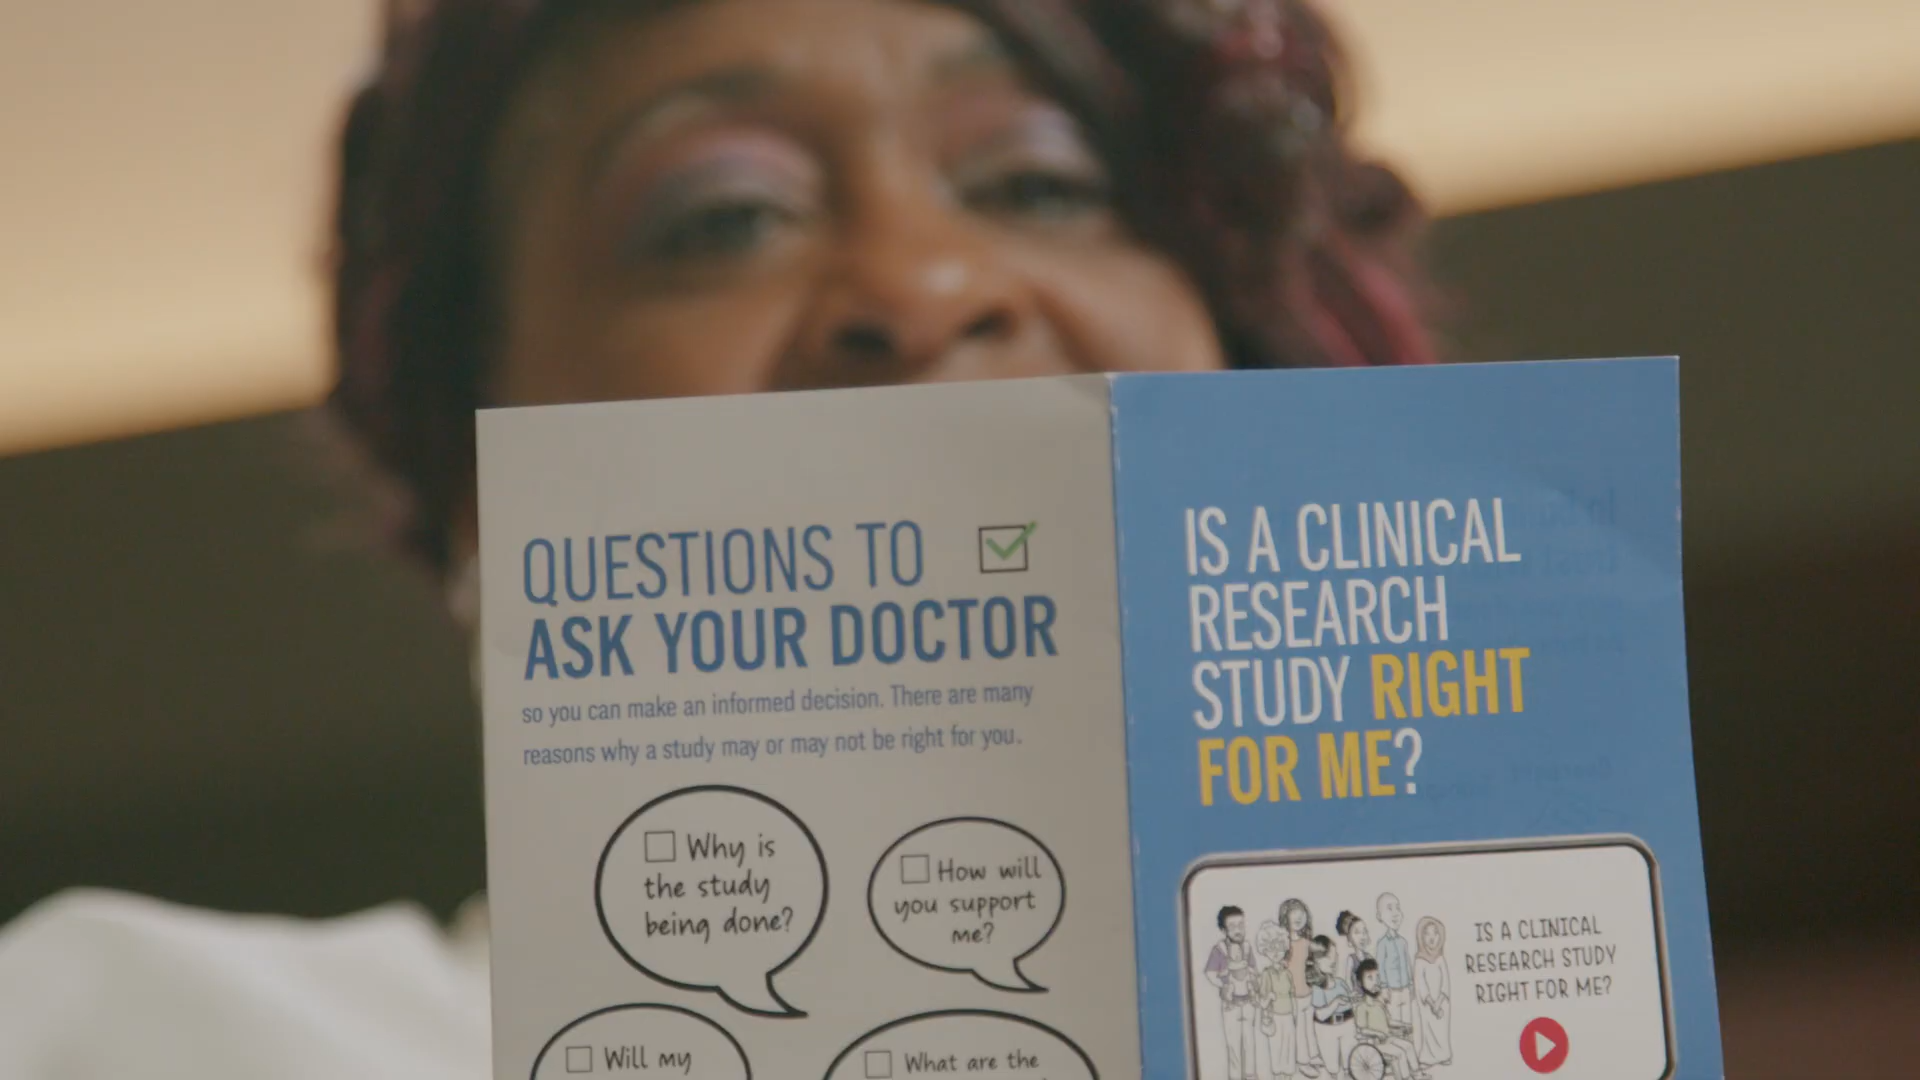 QUESTIONS TO
ASK YOUR DOCTOR
so you can make an informed decision. There are many
reasons why a study may or may not be right for you.
Why is
the study
being done?
How will
you support
me?
Will my
What are the
IS A CLINICAL
RESEARCH
STUDY RIGHT
FOR ME?
IS A CLINICAL
RESEARCH STUDY
RIGHT FOR ME?